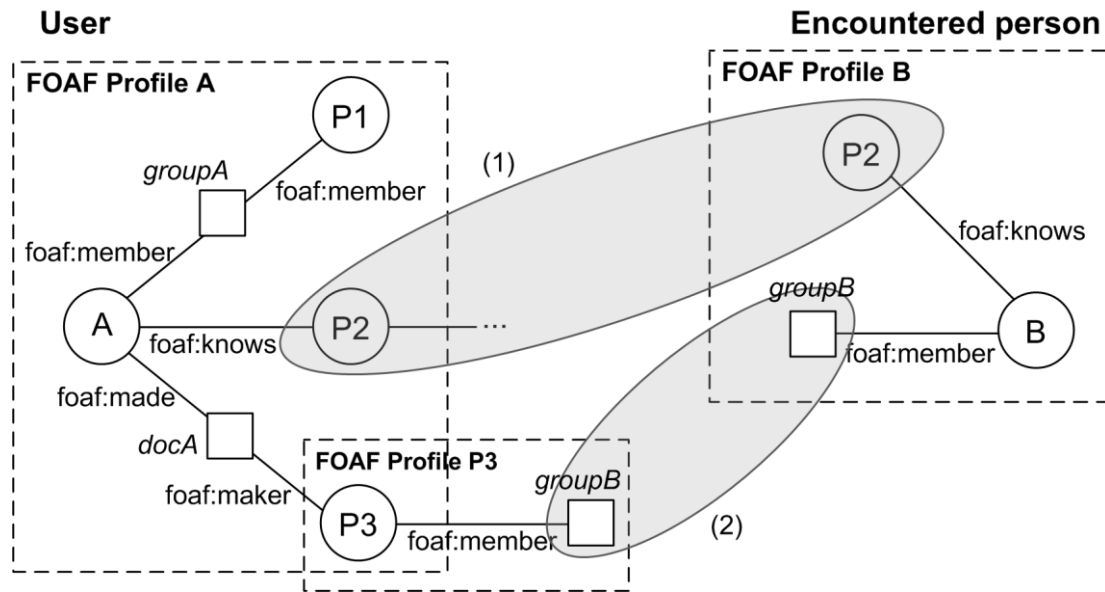 User
Encountered person
FOAF Profile A
FOAF Profile B
P1
(1)
P2
groupA
foaf:member
foaf:member
foaf:knows
groupB
A
P2
...
B
foaf:knows
foaf:member
foaf:made
docA
FOAF Profile P3
groupB
foaf:maker
P3
foaf:member
(2)